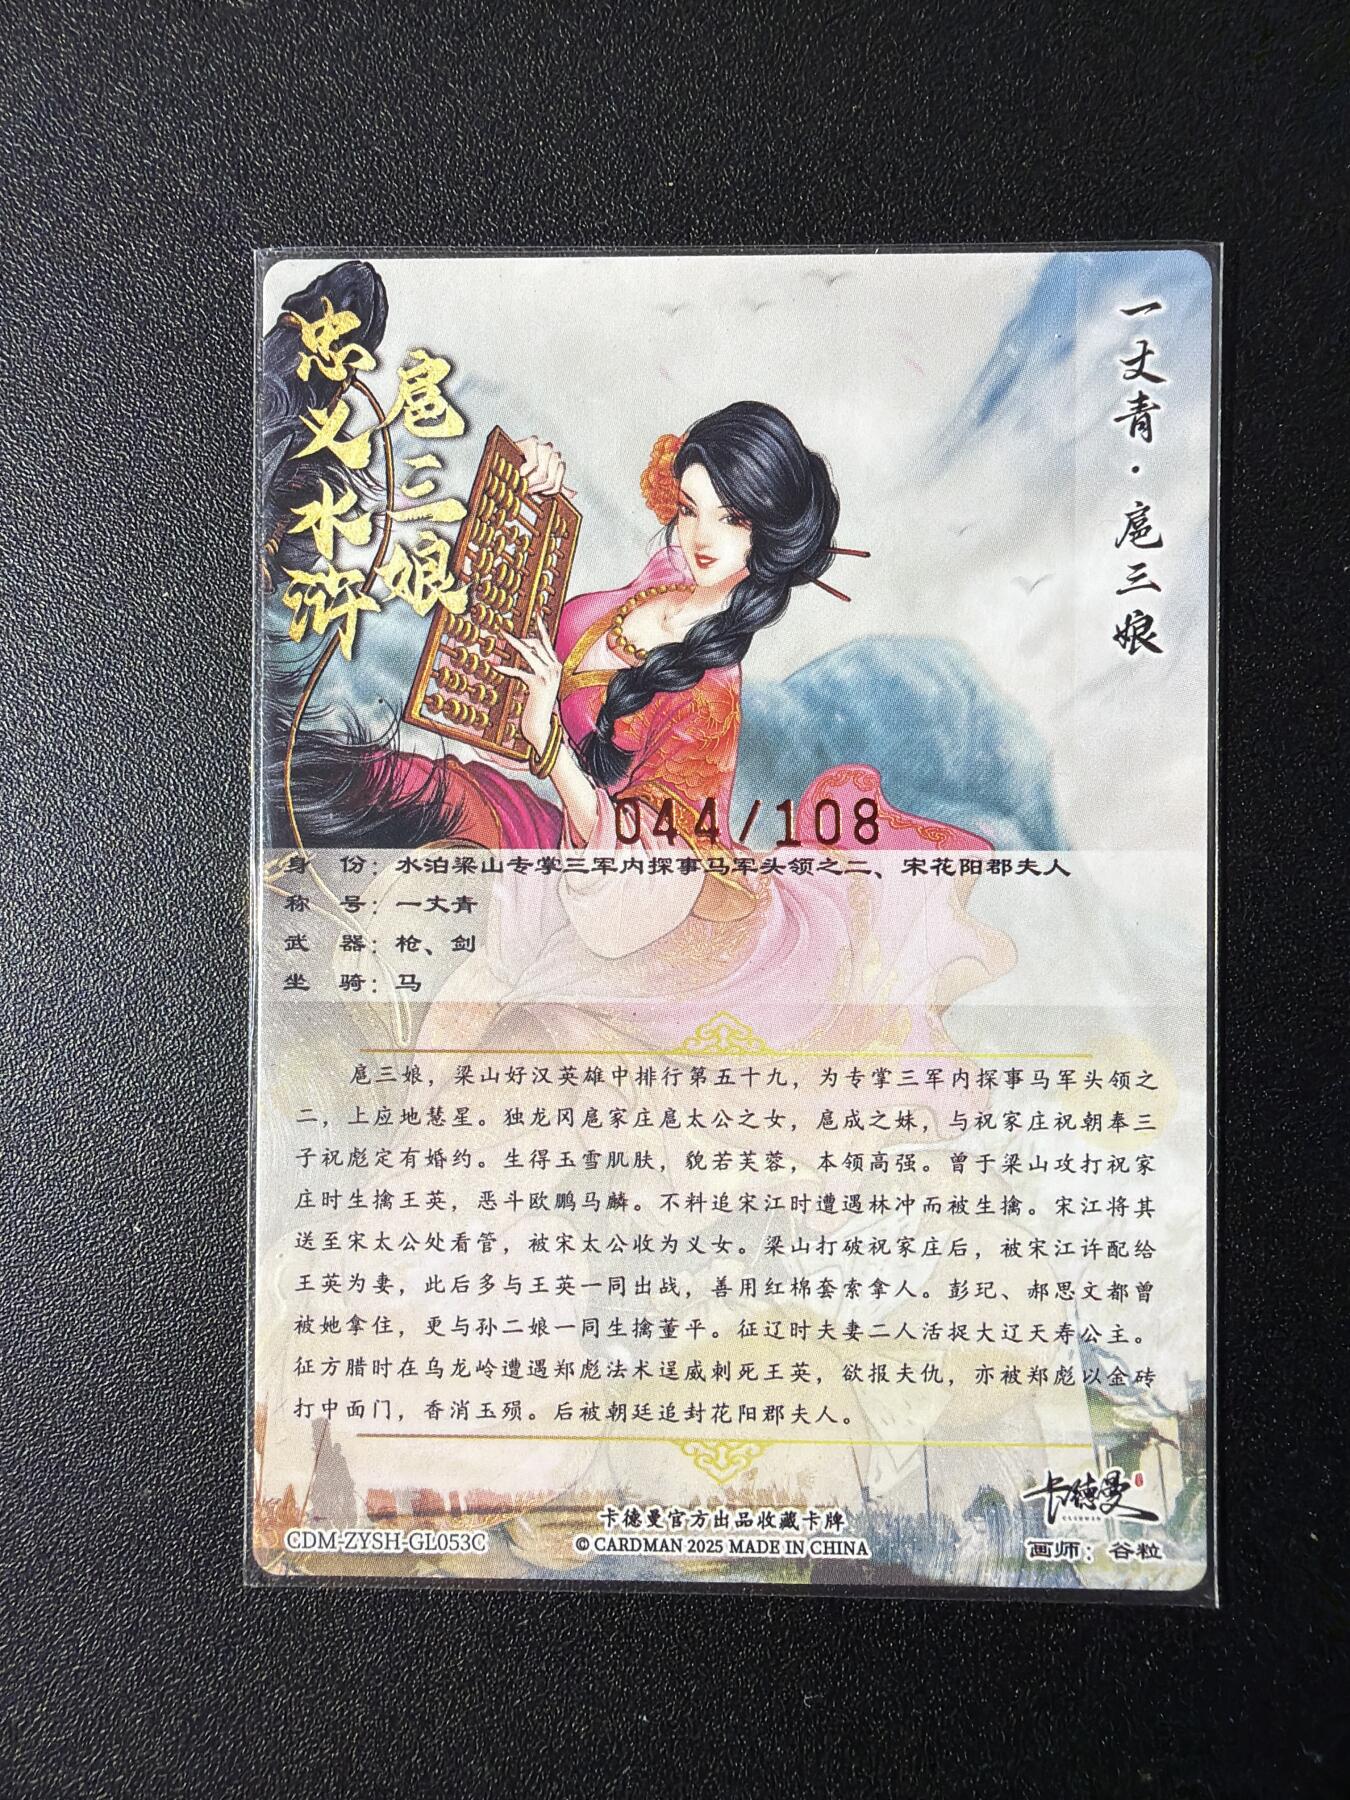 忠义水浒
扈三娘
一丈青·扈三娘
044/108
身 份：水泊梁山专掌三军内探事马军头领之二、宋花阳郡夫人
称 号：一丈青
武 器：枪、剑
坐 骑：马
扈三娘，梁山好汉英雄中排行第五十九，为专掌三军内探事马军头领之
二，上应地慧星。独龙冈扈家庄扈太公之女，扈成之妹，与祝家庄祝朝奉三
子祝彪定有婚约。生得玉雪肌肤，貌若芙蓉，本领高强。曾于梁山攻打祝家
庄时生擒王英，恶斗欧鹏马麟。不料追宋江时遭遇林冲而被生擒。宋江将其
送至宋太公处看管，被宋太公收为义女。梁山打破祝家庄后，被宋江许配给
王英为妻，此后多与王英一同出战，善用红棉套索拿人。彭玘、郝思文都曾
被她拿住，更与孙二娘一同生擒董平。征辽时夫妻二人活捉大辽天寿公主。
征方腊时在乌龙岭遭遇郑彪法术逞威刺死王英，欲报夫仇，亦被郑彪以金砖
打中面门，香消玉殒。后被朝廷追封花阳郡夫人。
卡德曼
CDM-ZYSH-GL053C
卡德曼官方出品收藏卡牌
© CARDMAN 2025 MADE IN CHINA
画师：谷粒